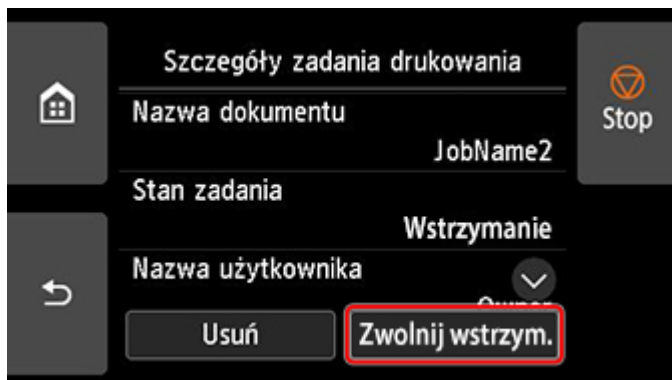 Szczegóły zadania drukowania
Stop
Nazwa dokumentu
JobName2
Stan zadania
Wstrzymanie
Nazwa użytkownika
Usuń
Zwolnij wstrzym.